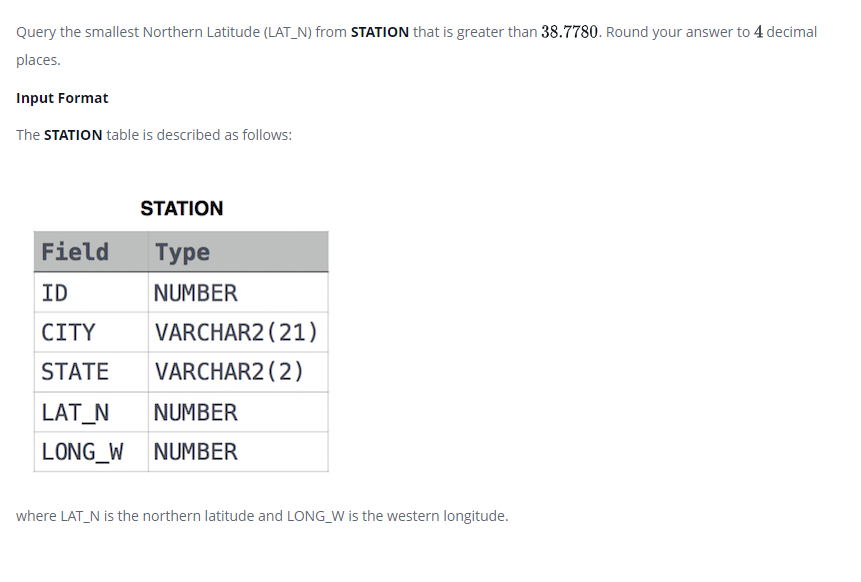 Query the smallest Northern Latitude (LAT_N) from STATION that is greater than 38.7780. Round your answer to 4 decimal
places.
Input Format
The STATION table is described as follows:
STATION
Field Type
ID NUMBER
CITY VARCHAR2(21)
STATE VARCHAR2(2)
LAT_N NUMBER
LONG_W NUMBER
where LAT_N is the northern latitude and LONG_W is the western longitude.